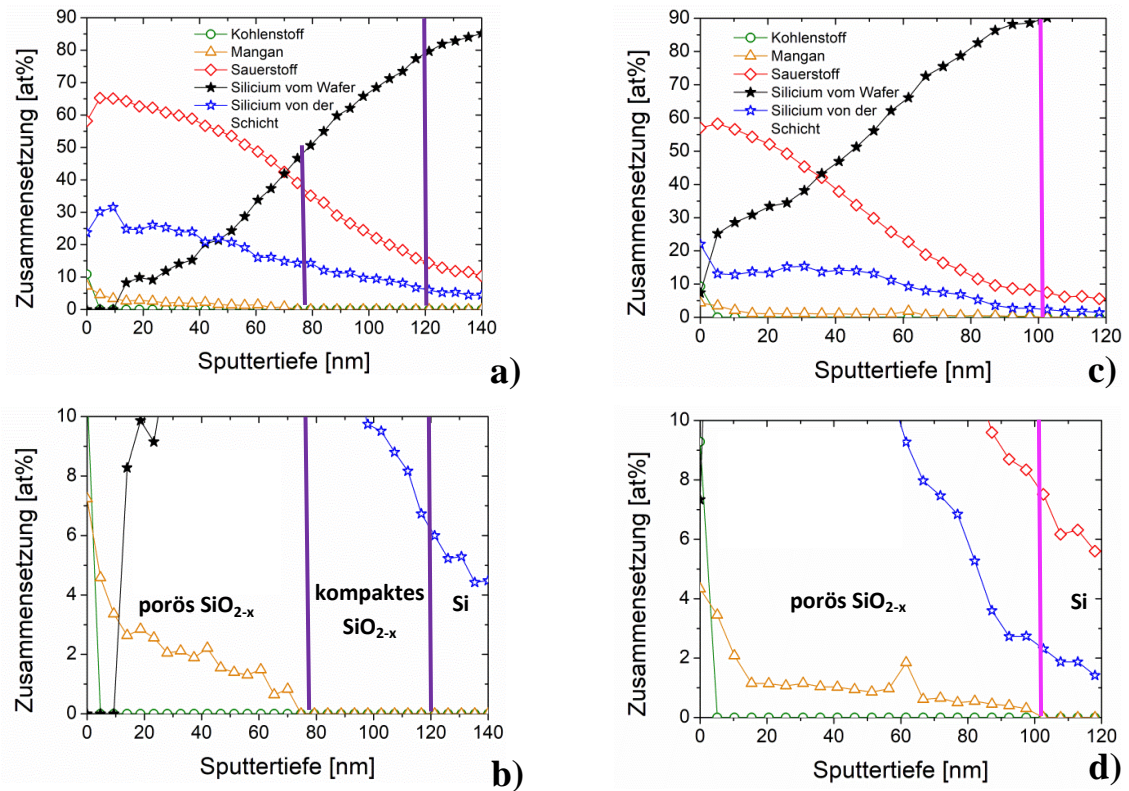 90
80
70
60
50
40
30
20
10
0
Zusammensetzung [at%]
Kohlenstoff
Mangan
Sauerstoff
Silicium vom Wafer
Silicium von der
Schicht
0 20 40 60 80 100 120 140
Sputtertiefe [nm]
a)
90
80
70
60
50
40
30
20
10
0
Zusammensetzung [at%]
Kohlenstoff
Mangan
Sauerstoff
Silicium vom Wafer
Silicium von der
Schicht
0 20 40 60 80 100 120
Sputtertiefe [nm]
c)
10
8
6
4
2
0
Zusammensetzung [at%]
porös SiO2-x
kompaktes
SiO2-x
Si
0 20 40 60 80 100 120 140
Sputtertiefe [nm]
b)
10
8
6
4
2
0
Zusammensetzung [at%]
porös SiO2-x
Si
0 20 40 60 80 100 120
Sputtertiefe [nm]
d)